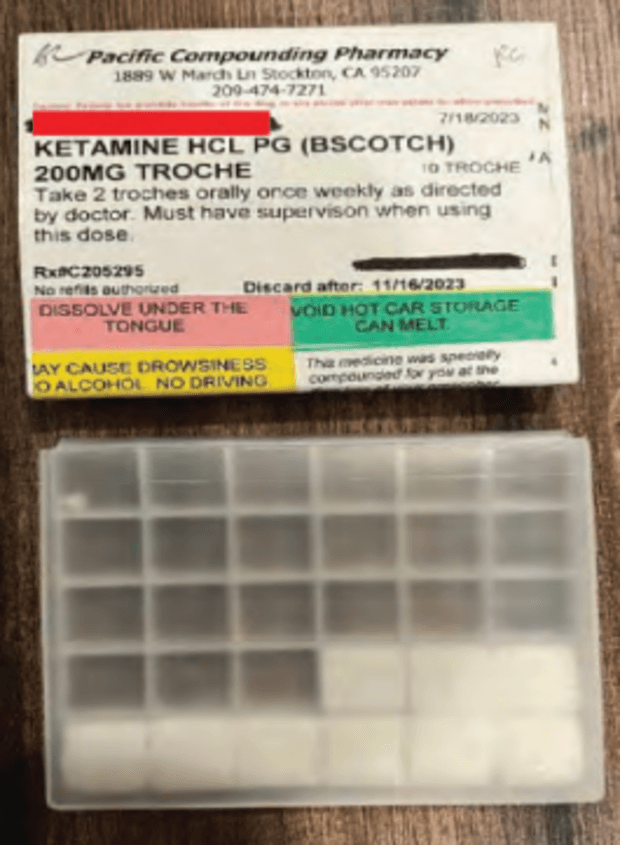 Pacific Compounding Pharmacy
RC
1889 W March Ln Stockton, CA 95207
209-474-7271
7/18/2023
KETAMINE HCL PG (BSCOTCH)
200MG TROCHE
10 TROCHE
Take 2 troches orally once weekly as directed
by doctor. Must have supervison when using
this dose.
Rx#C205295
No refills authorized
Discard after: 11/16/2023
DISSOLVE UNDER THE
TONGUE
VOID HOT CAR STORAGE
CAN MELT.
AY CAUSE DROWSINESS
O ALCOHOL NO DRIVING
This medicine was specially
compounded for you at the